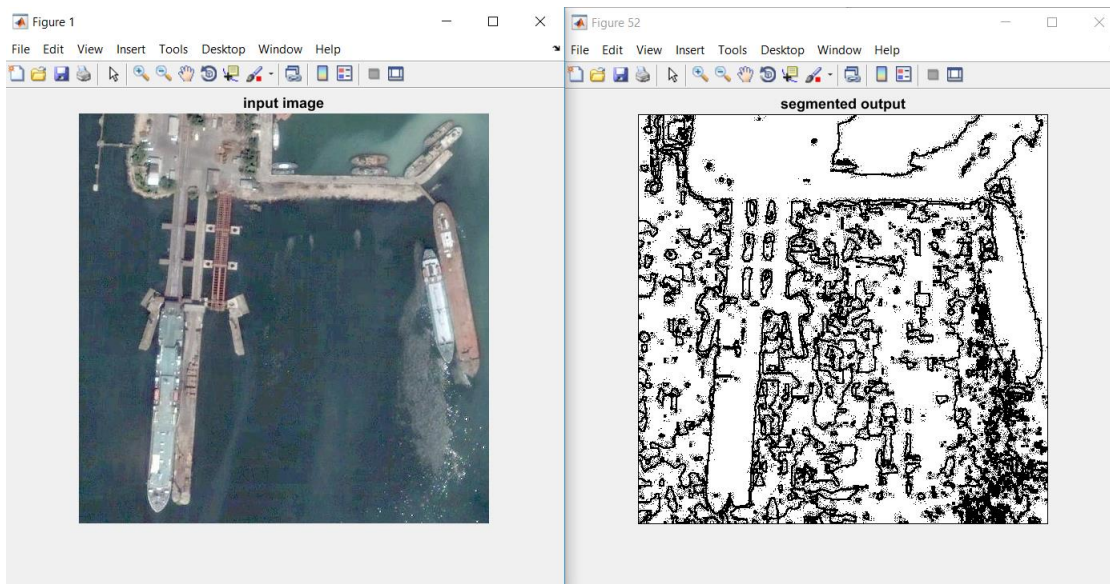 Figure 1
File Edit View Insert Tools Desktop Window Help
input image
Figure 52
File Edit View Insert Tools Desktop Window Help
segmented output